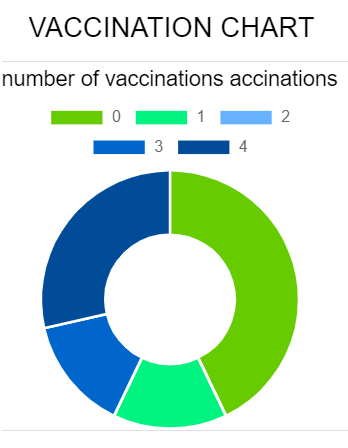 VACCINATION CHART
number of vaccinations accinations
0 1 2
3 4